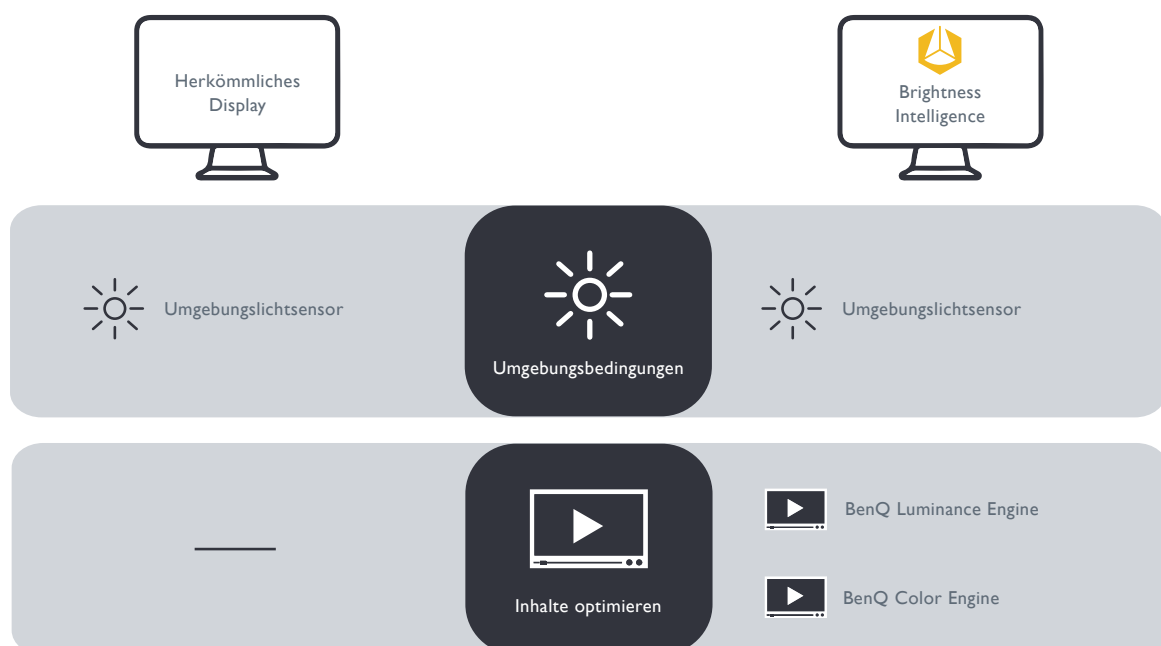 Herkömmliches
Display
Brightness
Intelligence
Umgebungslichtsensor
Umgebungsbedingungen
Umgebungslichtsensor
Inhalte optimieren
BenQ Luminance Engine
BenQ Color Engine